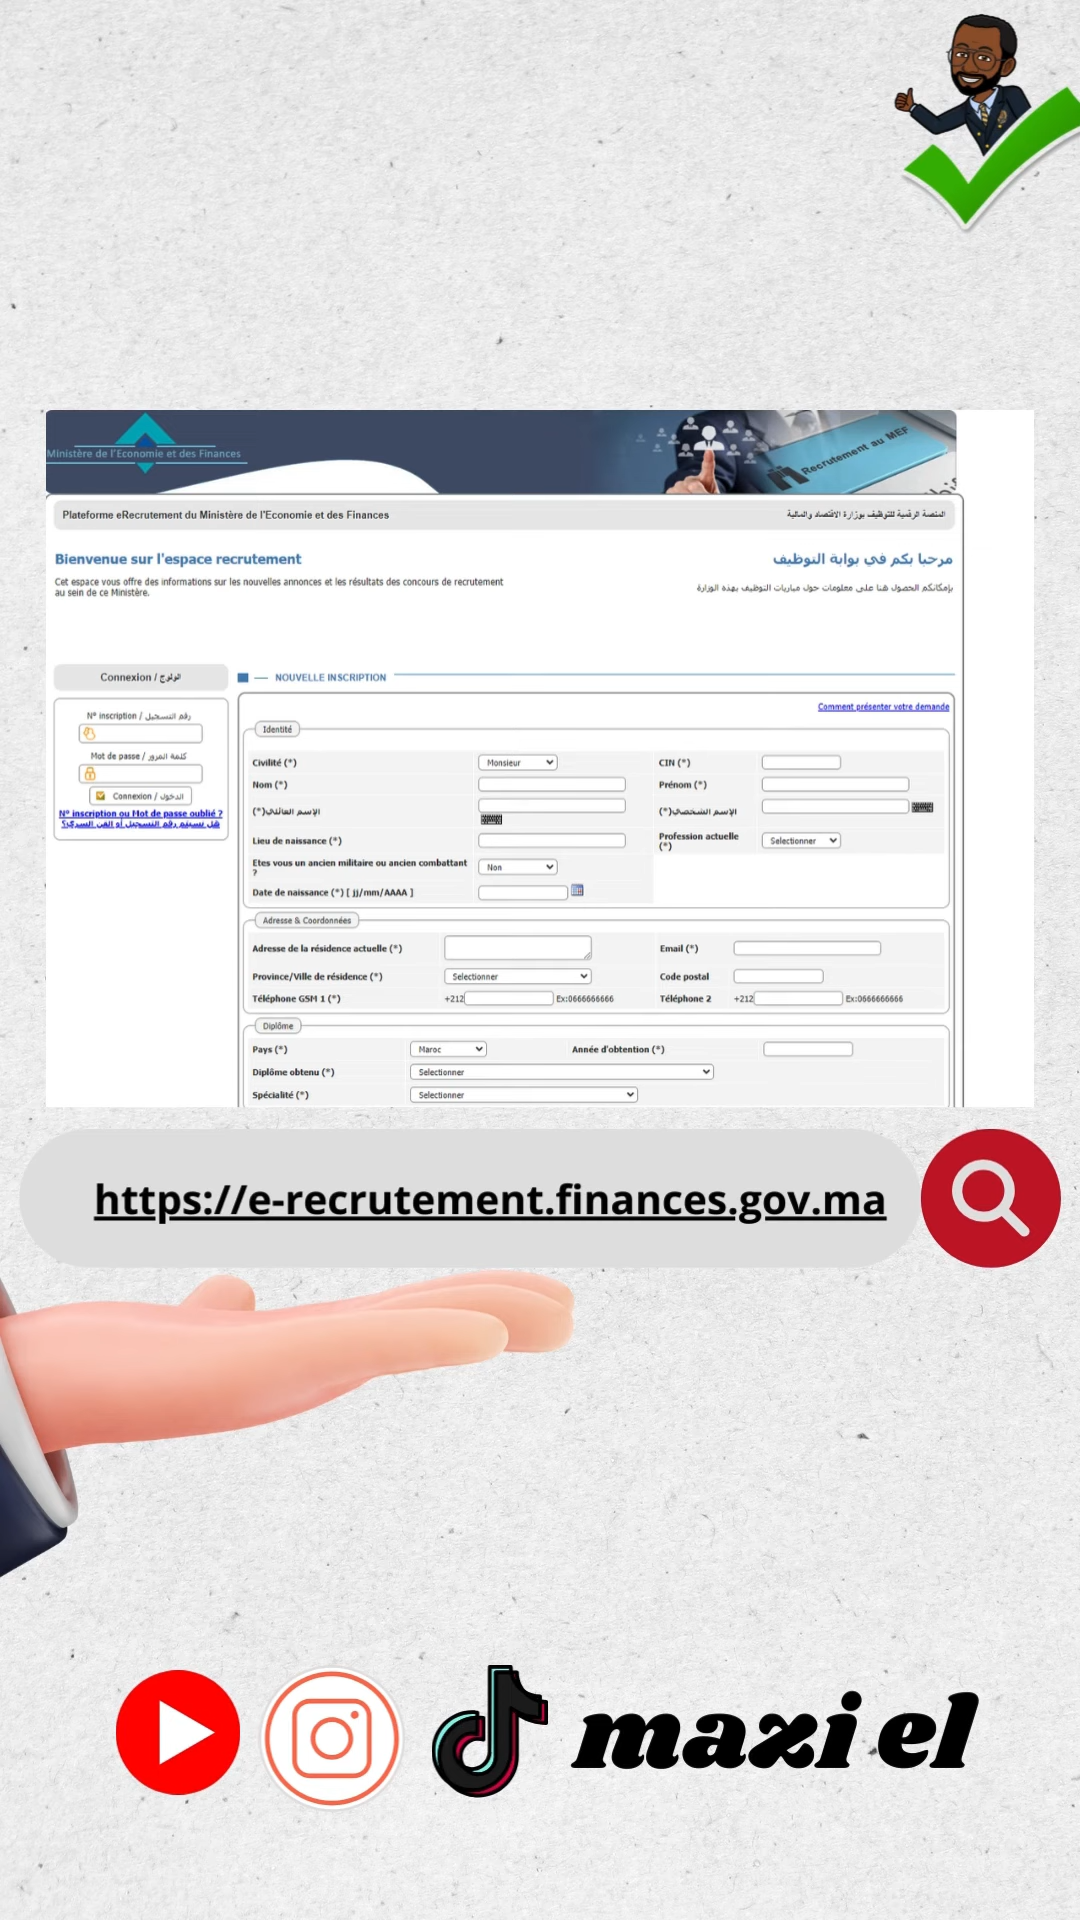 Ministère de l'Economie et des Finances
Recrutement au MEF
Plateforme eRecrutement du Ministère de l'Economie et des Finances
المنصة الرقمية للتوظيف بوزارة الاقتصاد والمالية
Bienvenue sur l'espace recrutement
مرحبا بكم في بوابة التوظيف
Cet espace vous offre des informations sur les nouvelles annonces et les résultats des concours de recrutement
au sein de ce Ministère.
بإمكانكم الحصول هنا على معلومات حول مباريات التوظيف بهذه الوزارة
Connexion / الولوج
NOUVELLE INSCRIPTION
Comment présenter votre demande
N° inscription / رقم التسجيل
Mot de passe / كلمة المرور
Connexion / الدخول
N° inscription ou Mot de passe oublié ?
هل نسيتم رقم التسجيل أو القن السري؟
Identité
Civilité (*) Monsieur CIN (*)
Nom (*) Prénom (*)
الإسم العائلي(*) الإسم الشخصي(*)
Lieu de naissance (*) Profession actuelle (*) Selectionner
Etes vous un ancien militaire ou ancien combattant
? Non
Date de naissance (*) [ jj/mm/AAAA ]
Adresse & Coordonnées
Adresse de la résidence actuelle (*) Email (*)
Province/Ville de résidence (*) Selectionner Code postal
Téléphone GSM 1 (*) +212 Ex:0666666666 Téléphone 2 +212 Ex:0666666666
Diplôme
Pays (*) Maroc Année d'obtention (*)
Diplôme obtenu (*) Selectionner
Spécialité (*) Selectionner
https://e-recrutement.finances.gov.ma
mazi el